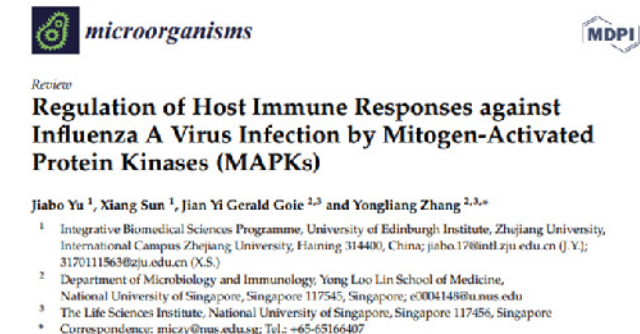 microorganisms
MDPI
Review
Regulation of Host Immune Responses against
Influenza A Virus Infection by Mitogen-Activated
Protein Kinases (MAPKs)
Jiabo Yu 1, Xiang Sun 1, Jian Yi Gerald Goie 2,3 and Yongliang Zhang 2,3,*
1 Integrative Biomedical Sciences Programme, University of Edinburgh Institute, Zhejiang University,
International Campus Zhejiang University, Haining 314400, China; jiabo.17@intl.zju.edu.cn (J.Y.);
3170111563@zju.edu.cn (X.S.)
2 Department of Microbiology and Immunology, Yong Loo Lin School of Medicine,
National University of Singapore, Singapore 117545, Singapore; e0004148@u.nus.edu
3 The Life Sciences Institute, National University of Singapore, Singapore 117456, Singapore
* Correspondence: miczy@nus.edu.sg; Tel.: +65-65166407